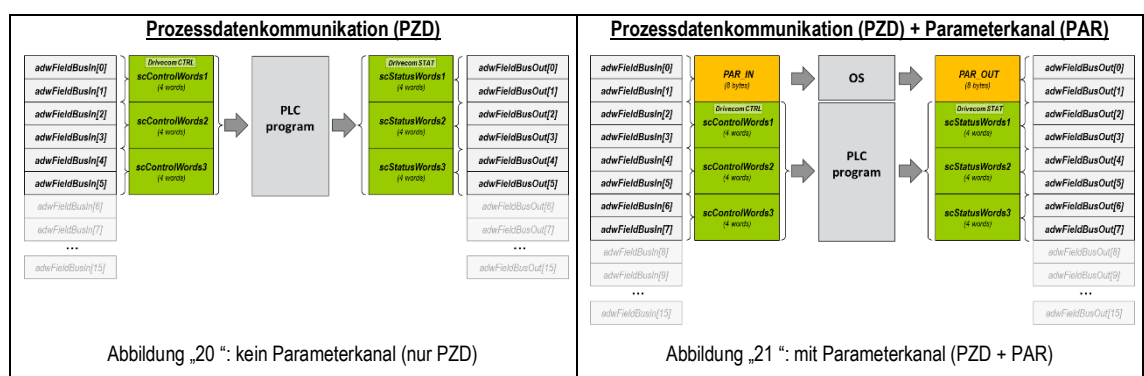 Prozessdatenkommunikation (PZD)
adwFieldBusIn[0]
adwFieldBusIn[1]
adwFieldBusIn[2]
adwFieldBusIn[3]
adwFieldBusIn[4]
adwFieldBusIn[5]
adwFieldBusIn[6]
adwFieldBusIn[7]
...
adwFieldBusIn[15]
Drivecom CTRL
scControlWords1
(4 words)
scControlWords2
(4 words)
scControlWords3
(4 words)
PLC
program
Drivecom STAT
scStatusWords1
(4 words)
scStatusWords2
(4 words)
scStatusWords3
(4 words)
adwFieldBusOut[0]
adwFieldBusOut[1]
adwFieldBusOut[2]
adwFieldBusOut[3]
adwFieldBusOut[4]
adwFieldBusOut[5]
adwFieldBusOut[6]
adwFieldBusOut[7]
...
adwFieldBusOut[15]
Abbildung „20 “: kein Parameterkanal (nur PZD)
Prozessdatenkommunikation (PZD) + Parameterkanal (PAR)
adwFieldBusIn[0]
adwFieldBusIn[1]
adwFieldBusIn[2]
adwFieldBusIn[3]
adwFieldBusIn[4]
adwFieldBusIn[5]
adwFieldBusIn[6]
adwFieldBusIn[7]
adwFieldBusIn[8]
adwFieldBusIn[9]
...
adwFieldBusIn[15]
PAR_IN
(8 bytes)
Drivecom CTRL
scControlWords1
(4 words)
scControlWords2
(4 words)
scControlWords3
(4 words)
OS
PLC
program
PAR_OUT
(8 bytes)
Drivecom STAT
scStatusWords1
(4 words)
scStatusWords2
(4 words)
scStatusWords3
(4 words)
adwFieldBusOut[0]
adwFieldBusOut[1]
adwFieldBusOut[2]
adwFieldBusOut[3]
adwFieldBusOut[4]
adwFieldBusOut[5]
adwFieldBusOut[6]
adwFieldBusOut[7]
adwFieldBusOut[8]
adwFieldBusOut[9]
...
adwFieldBusOut[15]
Abbildung „21 “: mit Parameterkanal (PZD + PAR)